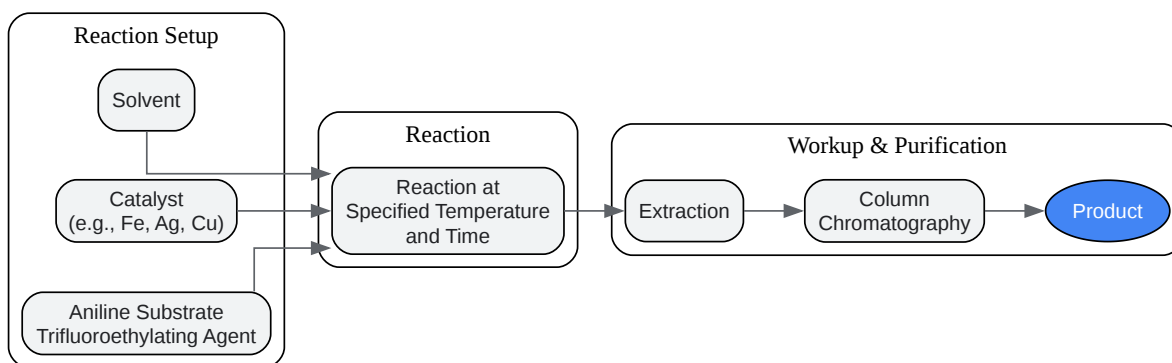 Reaction Setup
Solvent
Catalyst
(e.g., Fe, Ag, Cu)
Aniline Substrate
Trifluoroethylating Agent
Reaction
Reaction at
Specified Temperature
and Time
Workup & Purification
Extraction
Column
Chromatography
Product